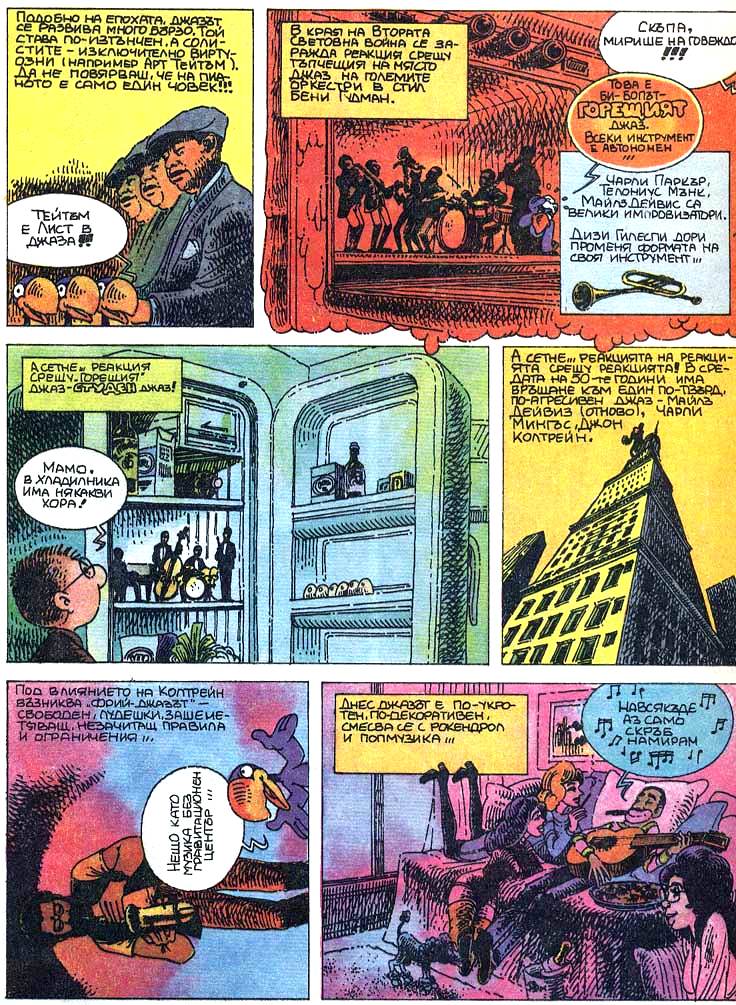 ПОДОБНО НА ЕПОХАТА, ДЖАЗЪТ
СЕ РАЗВИВА МНОГО БЪРЗО. ТОЙ
СТАВА ПО-ИЗТЪНЧЕН, А СОЛИ-
СТИТЕ - ИЗКЛЮЧИТЕЛНО ВИРТУ-
ОЗНИ (НАПРИМЕР АРТ ТЕЙТЪМ).
ДА НЕ ПОВЯРВАШ, ЧЕ НА ПИА-
НОТО Е САМО ЕДИН ЧОВЕК!!!
ТЕЙТЪМ
Е ЛИСТ В
ДЖАЗА!!!
В КРАЯ НА ВТОРАТА
СВЕТОВНА ВОЙНА СЕ ЗА-
РАЖДА РЕАКЦИЯ СРЕЩУ
ТЪПЧЕЩИЯ НА МЯСТО
ДЖАЗ НА ГОЛЕМИТЕ
ОРКЕСТРИ В СТИЛ
БЕНИ ГУДМАН.
СКЪПА,
МИРИШЕ НА ГОВЕЖДО
!!!
ТОВА Е
БИ-БОПЪТ-
ГОРЕЩИЯТ
ДЖАЗ.
ВСЕКИ ИНСТРУМЕНТ
Е АВТОНОМЕН
...
ЧАРЛИ ПАРКЪР,
ТЕЛОНИУС МЪНК,
МАЙЛЗ ДЕЙВИС СА
ВЕЛИКИ ИМПРОВИЗАТОРИ.
ДИЗИ ГИЛЕСПИ ДОРИ
ПРОМЕНЯ ФОРМАТА НА
СВОЯ ИНСТРУМЕНТ...
А СЕТНЕ... РЕАКЦИЯ
СРЕЩУ „ГОРЕЩИЯ"
ДЖАЗ - СТУДЕН ДЖАЗ!
МАМО,
В ХЛАДИЛНИКА
ИМА НЯКАКВИ
ХОРА!
А СЕТНЕ... РЕАКЦИЯТА НА РЕАКЦИ-
ЯТА СРЕЩУ РЕАКЦИЯТА! В СРЕ-
ДАТА НА 50-ТЕ ГОДИНИ ИМА
ВРЪЩАНЕ КЪМ ЕДИН ПО-ТВЪРД,
ПО-АГРЕСИВЕН ДЖАЗ - МАЙЛЗ
ДЕЙВИЗ (ОТНОВО), ЧАРЛИ
МИНГЪС, ДЖОН
КОЛТРЕЙН.
ПОД ВЛИЯНИЕТО НА КОЛТРЕЙН
ВЪЗНИКВА „ФРИЙ-ДЖАЗЪТ" -
СВОБОДЕН, ЛУДЕШКИ, ЗАШЕМЕ-
ТЯВАЩ, НЕЗАЧИТАЩ ПРАВИЛА
И ОГРАНИЧЕНИЯ...
НЕЩО КАТО
МУЗИКА БЕЗ
ГРАВИТАЦИОНЕН
ЦЕНТЪР...
ДНЕС ДЖАЗЪТ Е ПО-УКРО-
ТЕН, ПО-ДЕКОРАТИВЕН,
СМЕСВА СЕ С РОКЕНДРОЛ
И ПОПМУЗИКА...
НАВСЯКЪДЕ
АЗ САМО
СКРЪБ
НАМИРАМ